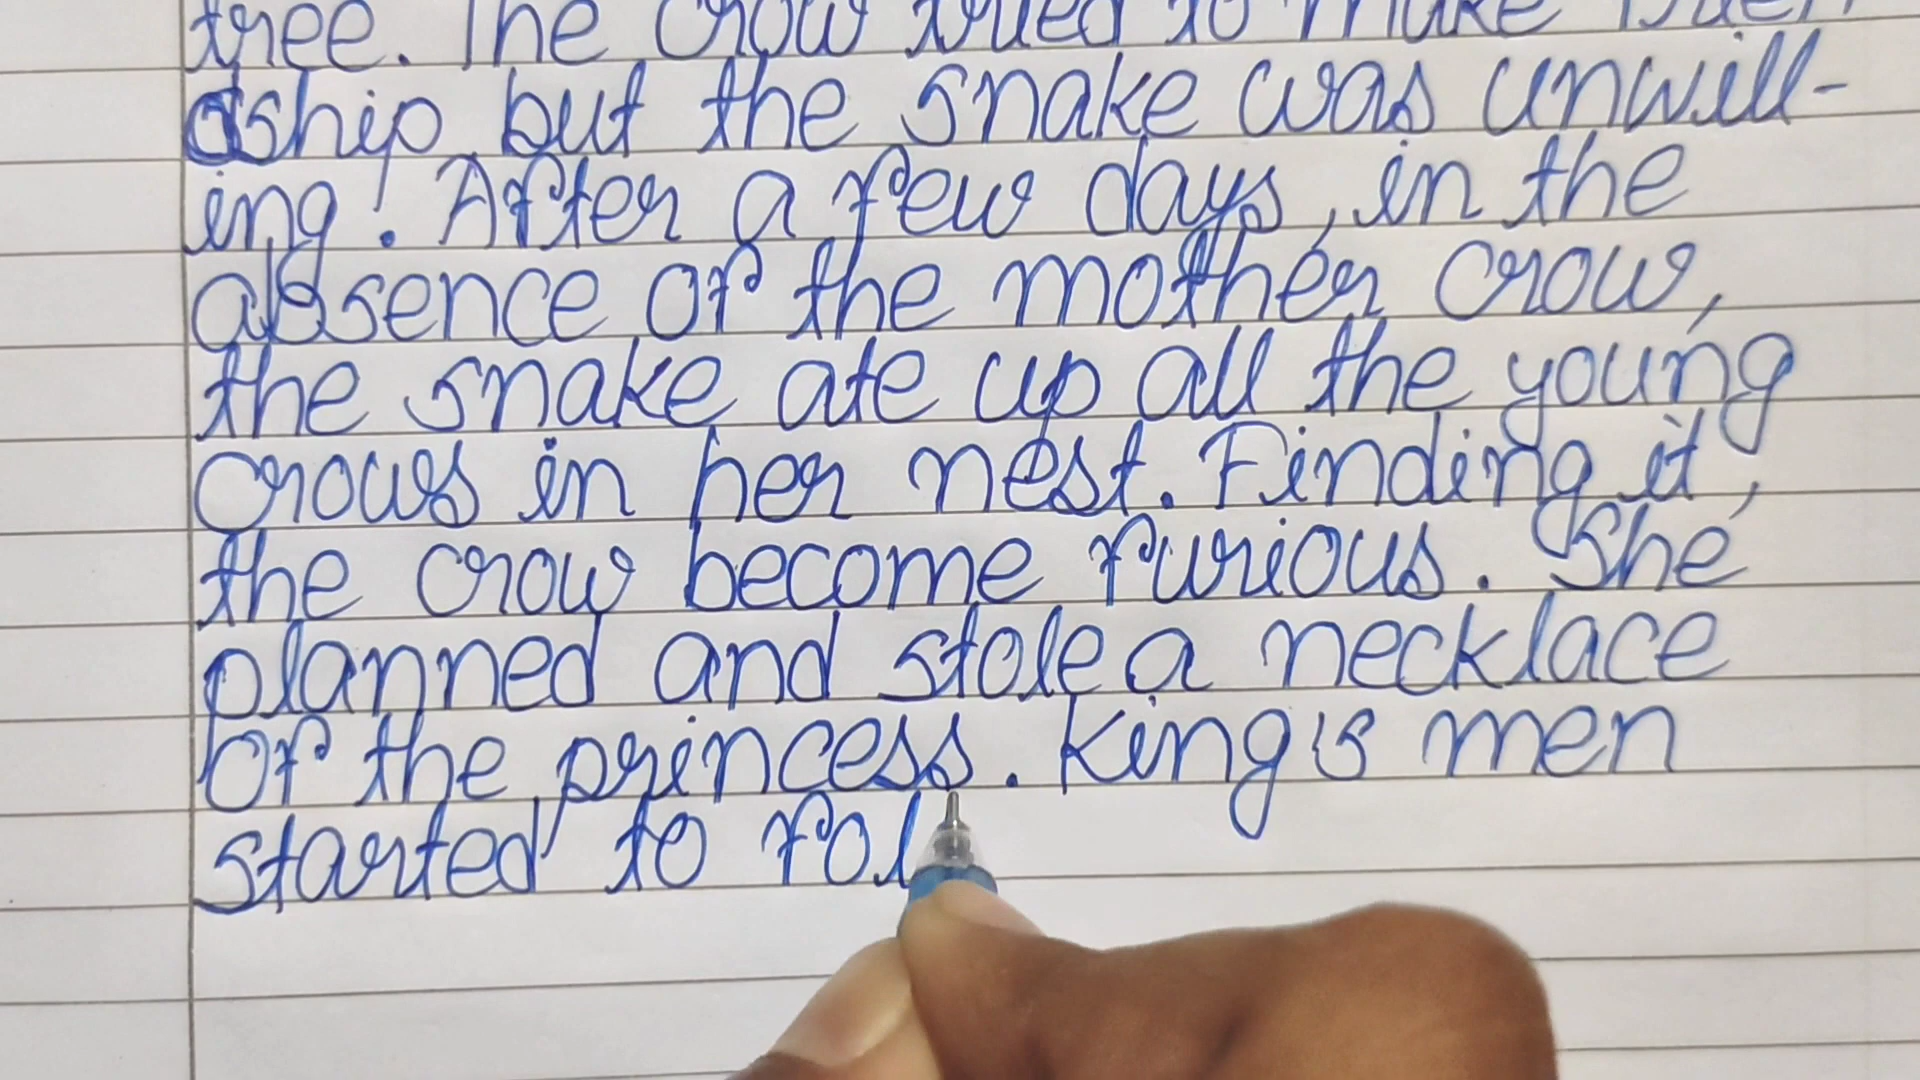 tree. The crow tried to make frien
dship but the snake was unwill-
ing! After a few days, in the
absence of the mother crow,
the snake ate up all the young
crows in her nest. Finding it,
the crow become furious. She
planned and stole a necklace
of the princess. King's men
started to fol